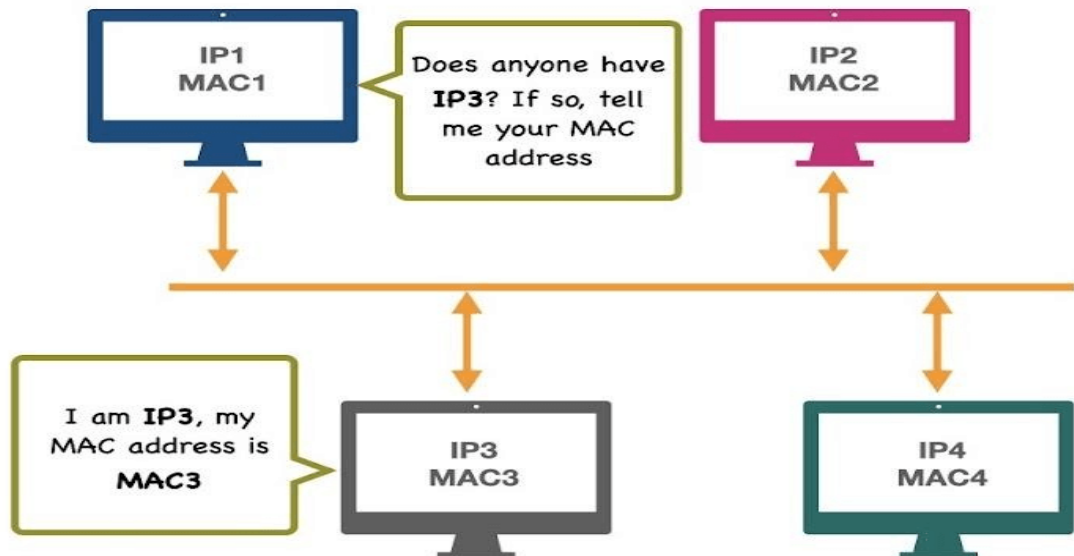 IP1
MAC1
Does anyone have
IP3? If so, tell
me your MAC
address
IP2
MAC2
I am IP3, my
MAC address is
MAC3
IP3
MAC3
IP4
MAC4